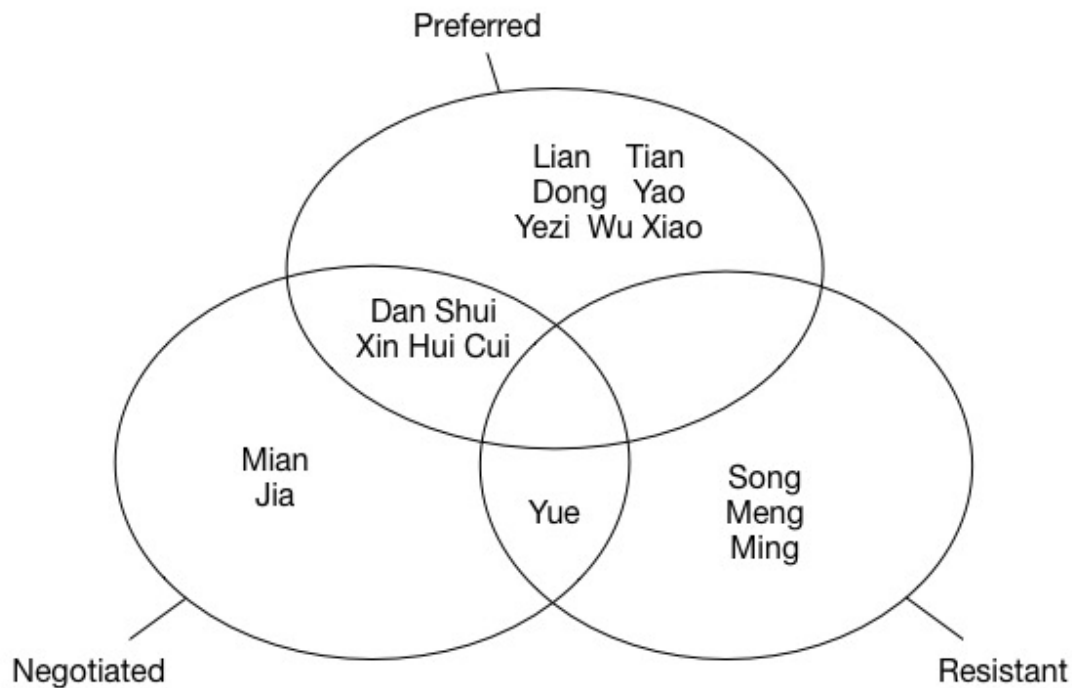 Preferred
Lian Tian
Dong Yao
Yezi Wu Xiao
Dan Shui
Xin Hui Cui
Mian
Jia
Yue
Song
Meng
Ming
Negotiated
Resistant